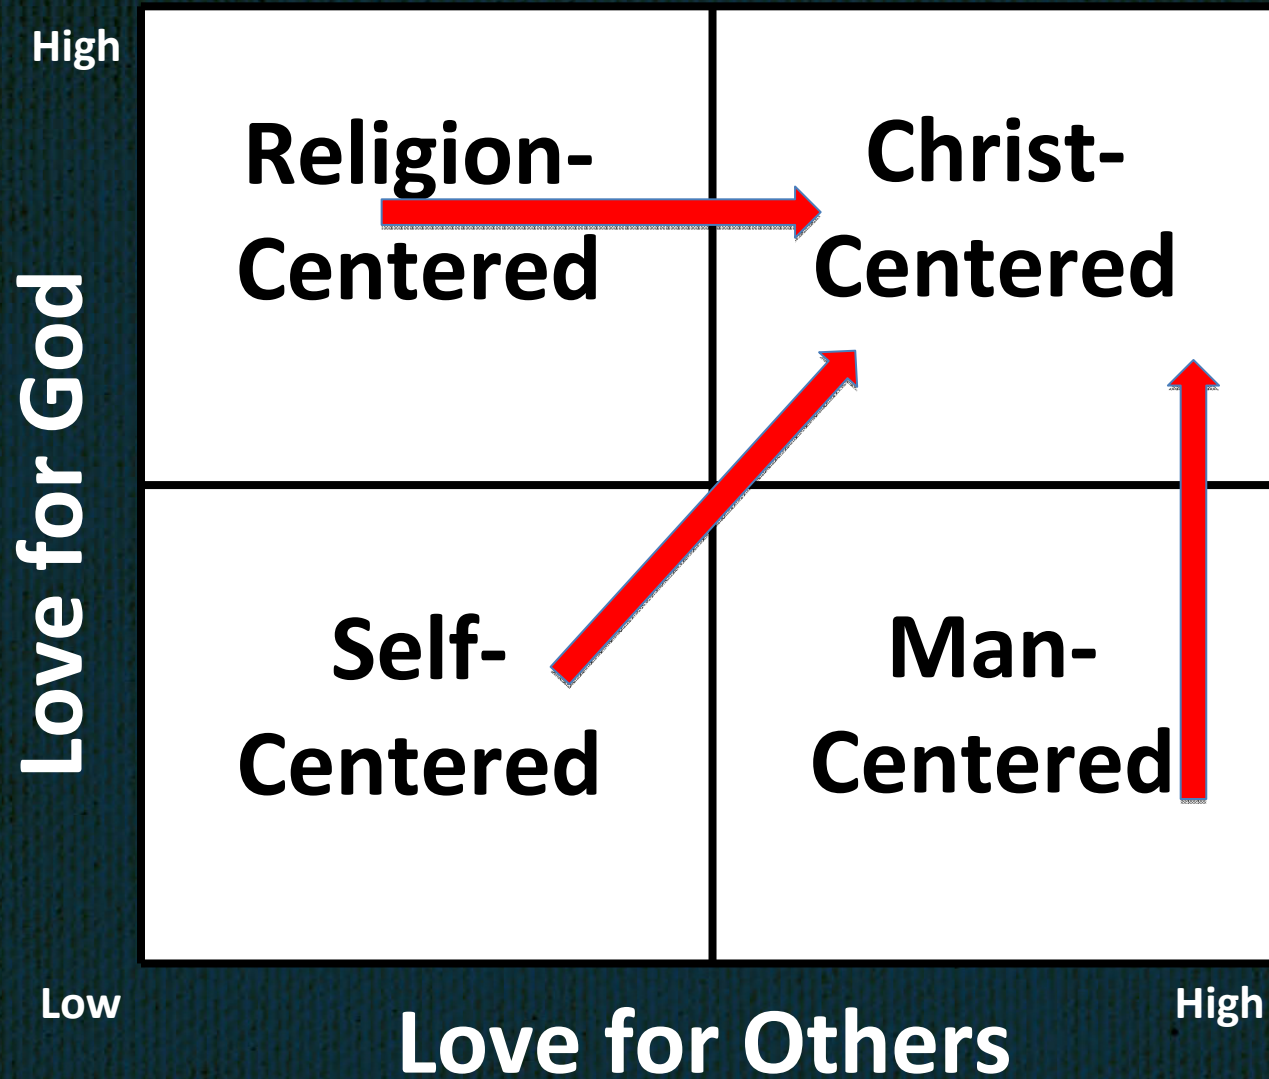 High
Religion-
Centered
Christ-
Centered
Love for God
Self-
Centered
Man-
Centered
Low
High
Love for Others